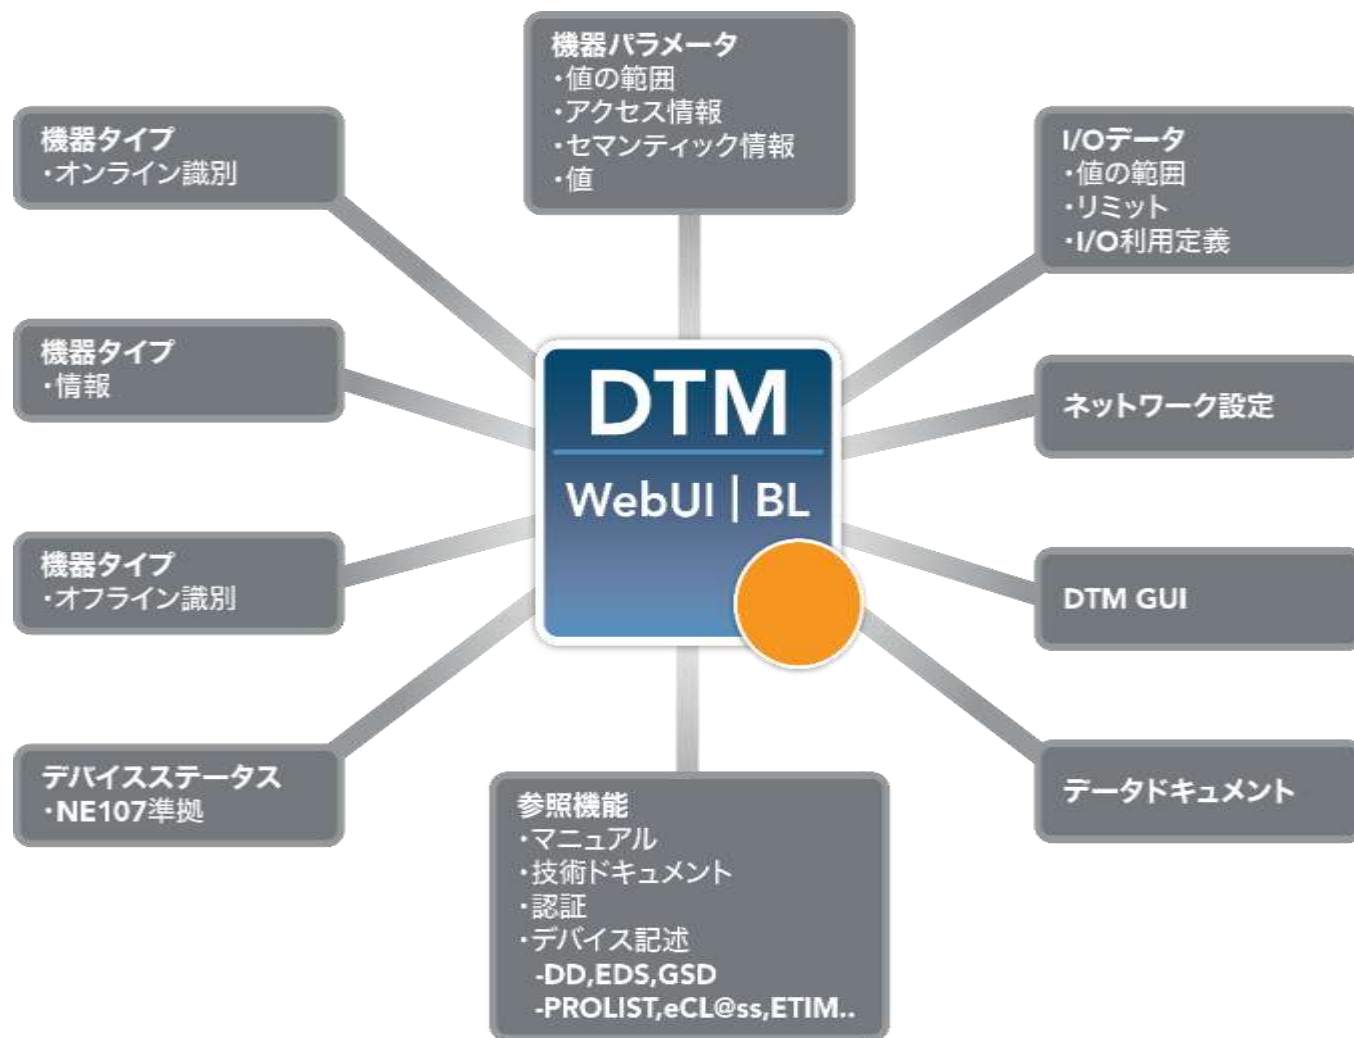 機器パラメータ
・値の範囲
・アクセス情報
・セマンティック情報
・値
機器タイプ
・オンライン識別
I/Oデータ
・値の範囲
・リミット
・I/O利用定義
機器タイプ
・情報
ネットワーク設定
DTM
WebUI | BL
機器タイプ
・オフライン識別
DTM GUI
デバイスステータス
・NE107準拠
データドキュメント
参照機能
・マニュアル
・技術ドキュメント
・認証
・デバイス記述
-DD,EDS,GSD
-PROLIST,eCL@ss,ETIM..